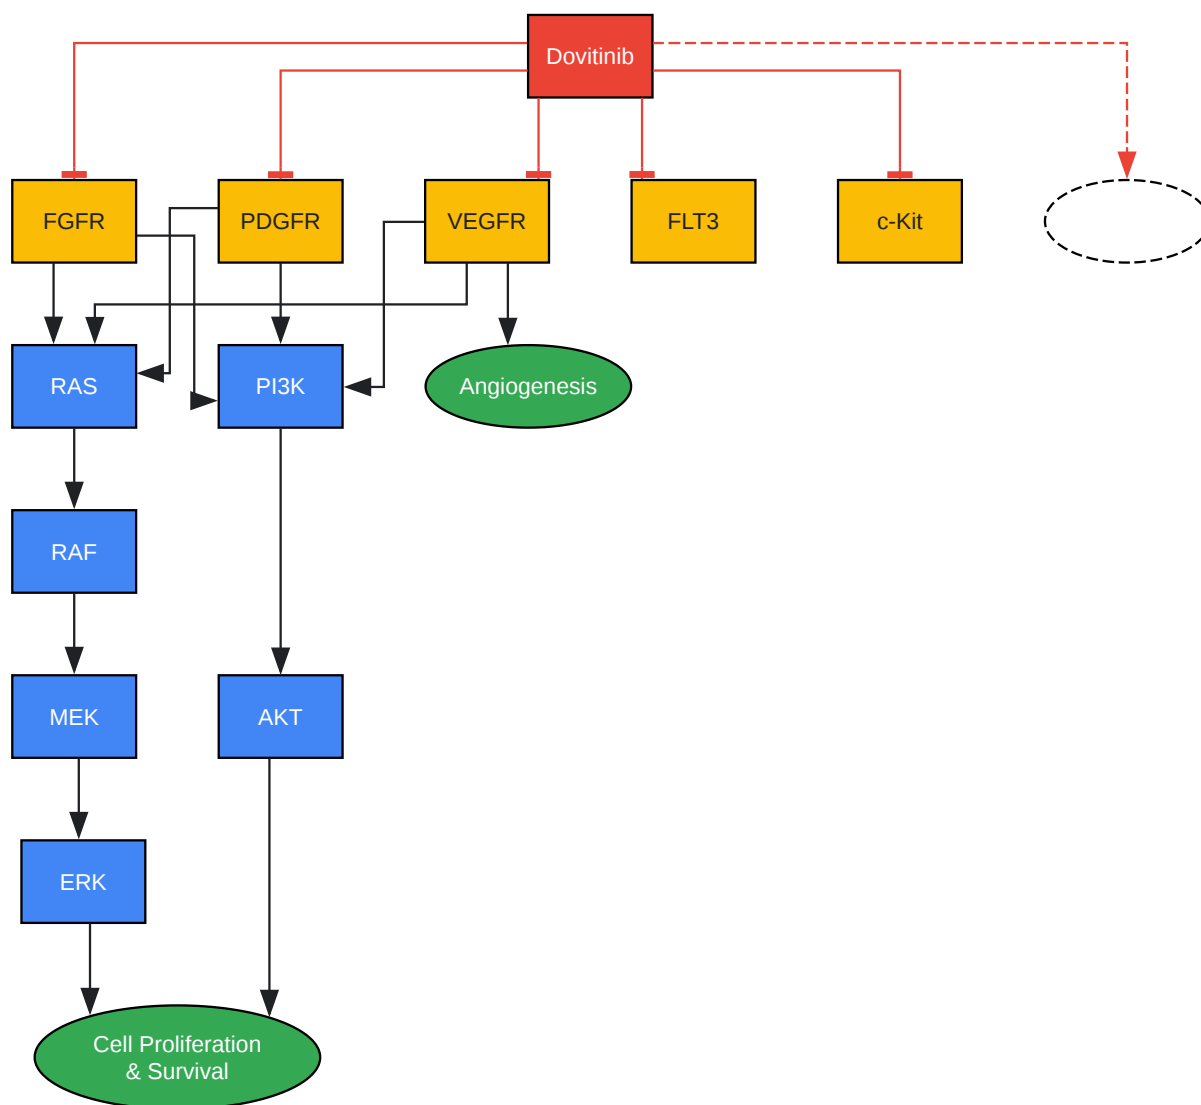 Dovitinib
FGFR
PDGFR
VEGFR
FLT3
c-Kit
RAS
PI3K
Angiogenesis
RAF
MEK
AKT
ERK
Cell Proliferation
& Survival